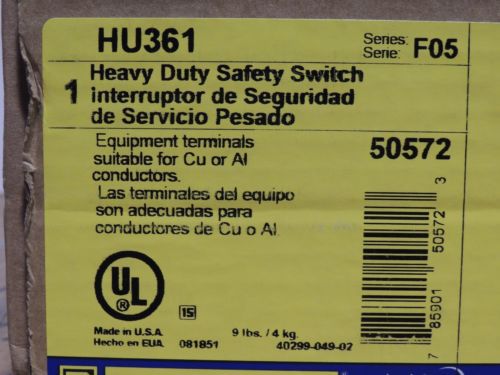 HU361
Series: F05
Serie:
1 Heavy Duty Safety Switch
interruptor de Seguridad
de Servicio Pesado
Equipment terminals
suitable for Cu or Al
conductors.
50572
Las terminales del equipo
son adecuadas para
conductores de Cu o Al.
UL
®
15
7 85901 50572 3
Made in U.S.A.
Hecho en EUA.
081851
9 lbs. / 4 kg.
40299-049-02